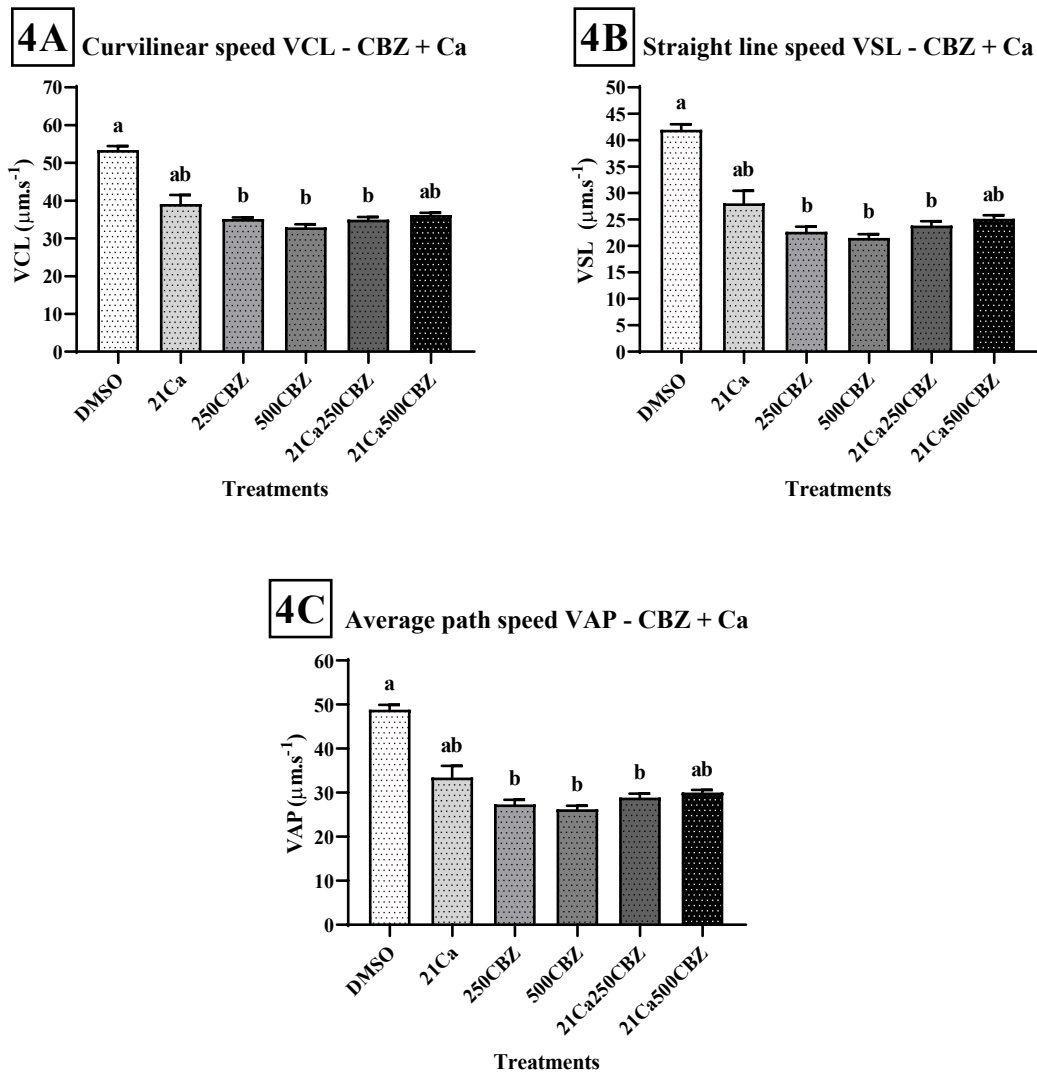 4A Curvilinear speed VCL - CBZ + Ca
VCL (μm.s⁻¹)
70
60
50
40
30
20
10
0
a
ab
b
b
b
ab
DMSO
21Ca
250CBZ
500CBZ
21Ca250CBZ
21Ca500CBZ
Treatments
4B Straight line speed VSL - CBZ + Ca
VSL (μm.s⁻¹)
50
45
40
35
30
25
20
15
10
5
0
a
ab
b
b
b
ab
DMSO
21Ca
250CBZ
500CBZ
21Ca250CBZ
21Ca500CBZ
Treatments
4C Average path speed VAP - CBZ + Ca
VAP (μm.s⁻¹)
60
50
40
30
20
10
0
a
ab
b
b
b
ab
DMSO
21Ca
250CBZ
500CBZ
21Ca250CBZ
21Ca500CBZ
Treatments